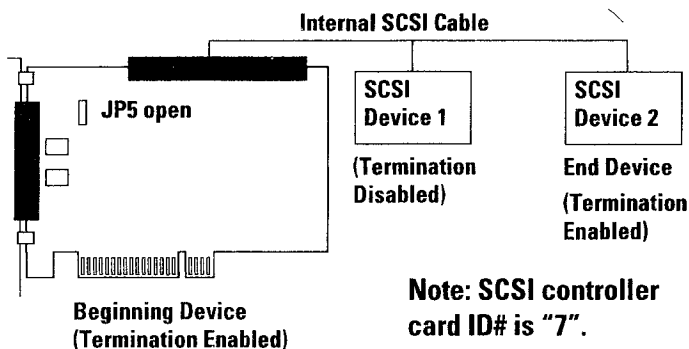 Internal SCSI Cable
JP5 open
SCSI
Device 1
(Termination
Disabled)
SCSI
Device 2
End Device
(Termination
Enabled)
Beginning Device
(Termination Enabled)
Note: SCSI controller
card ID# is "7".